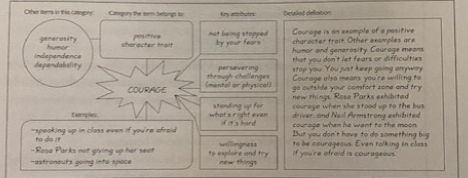 Other items in this category:
Category the term belongs to:
Key attributes:
Detailed definition:
generosity
humor
independence
dependability
positive
character trait
COURAGE
Examples:
-speaking up in class even if you're afraid
to do it
-Rosa Parks not giving up her seat
-astronauts going into space
not being stopped
by your fears
persevering
through challenges
(mental or physical)
standing up for
what's right even
if it's hard
willingness
to explore and try
new things
Courage is an example of a positive
character trait. Other examples are
humor and generosity. Courage means
that you don't let fears or difficulties
stop you. You just keep going anyway.
Courage also means you're willing to
go outside your comfort zone and try
new things. Rosa Parks exhibited
courage when she stood up to the bus
driver, and Neil Armstrong exhibited
courage when he went to the moon.
But you don't have to do something big
to be courageous. Even talking in class
if you're afraid is courageous.